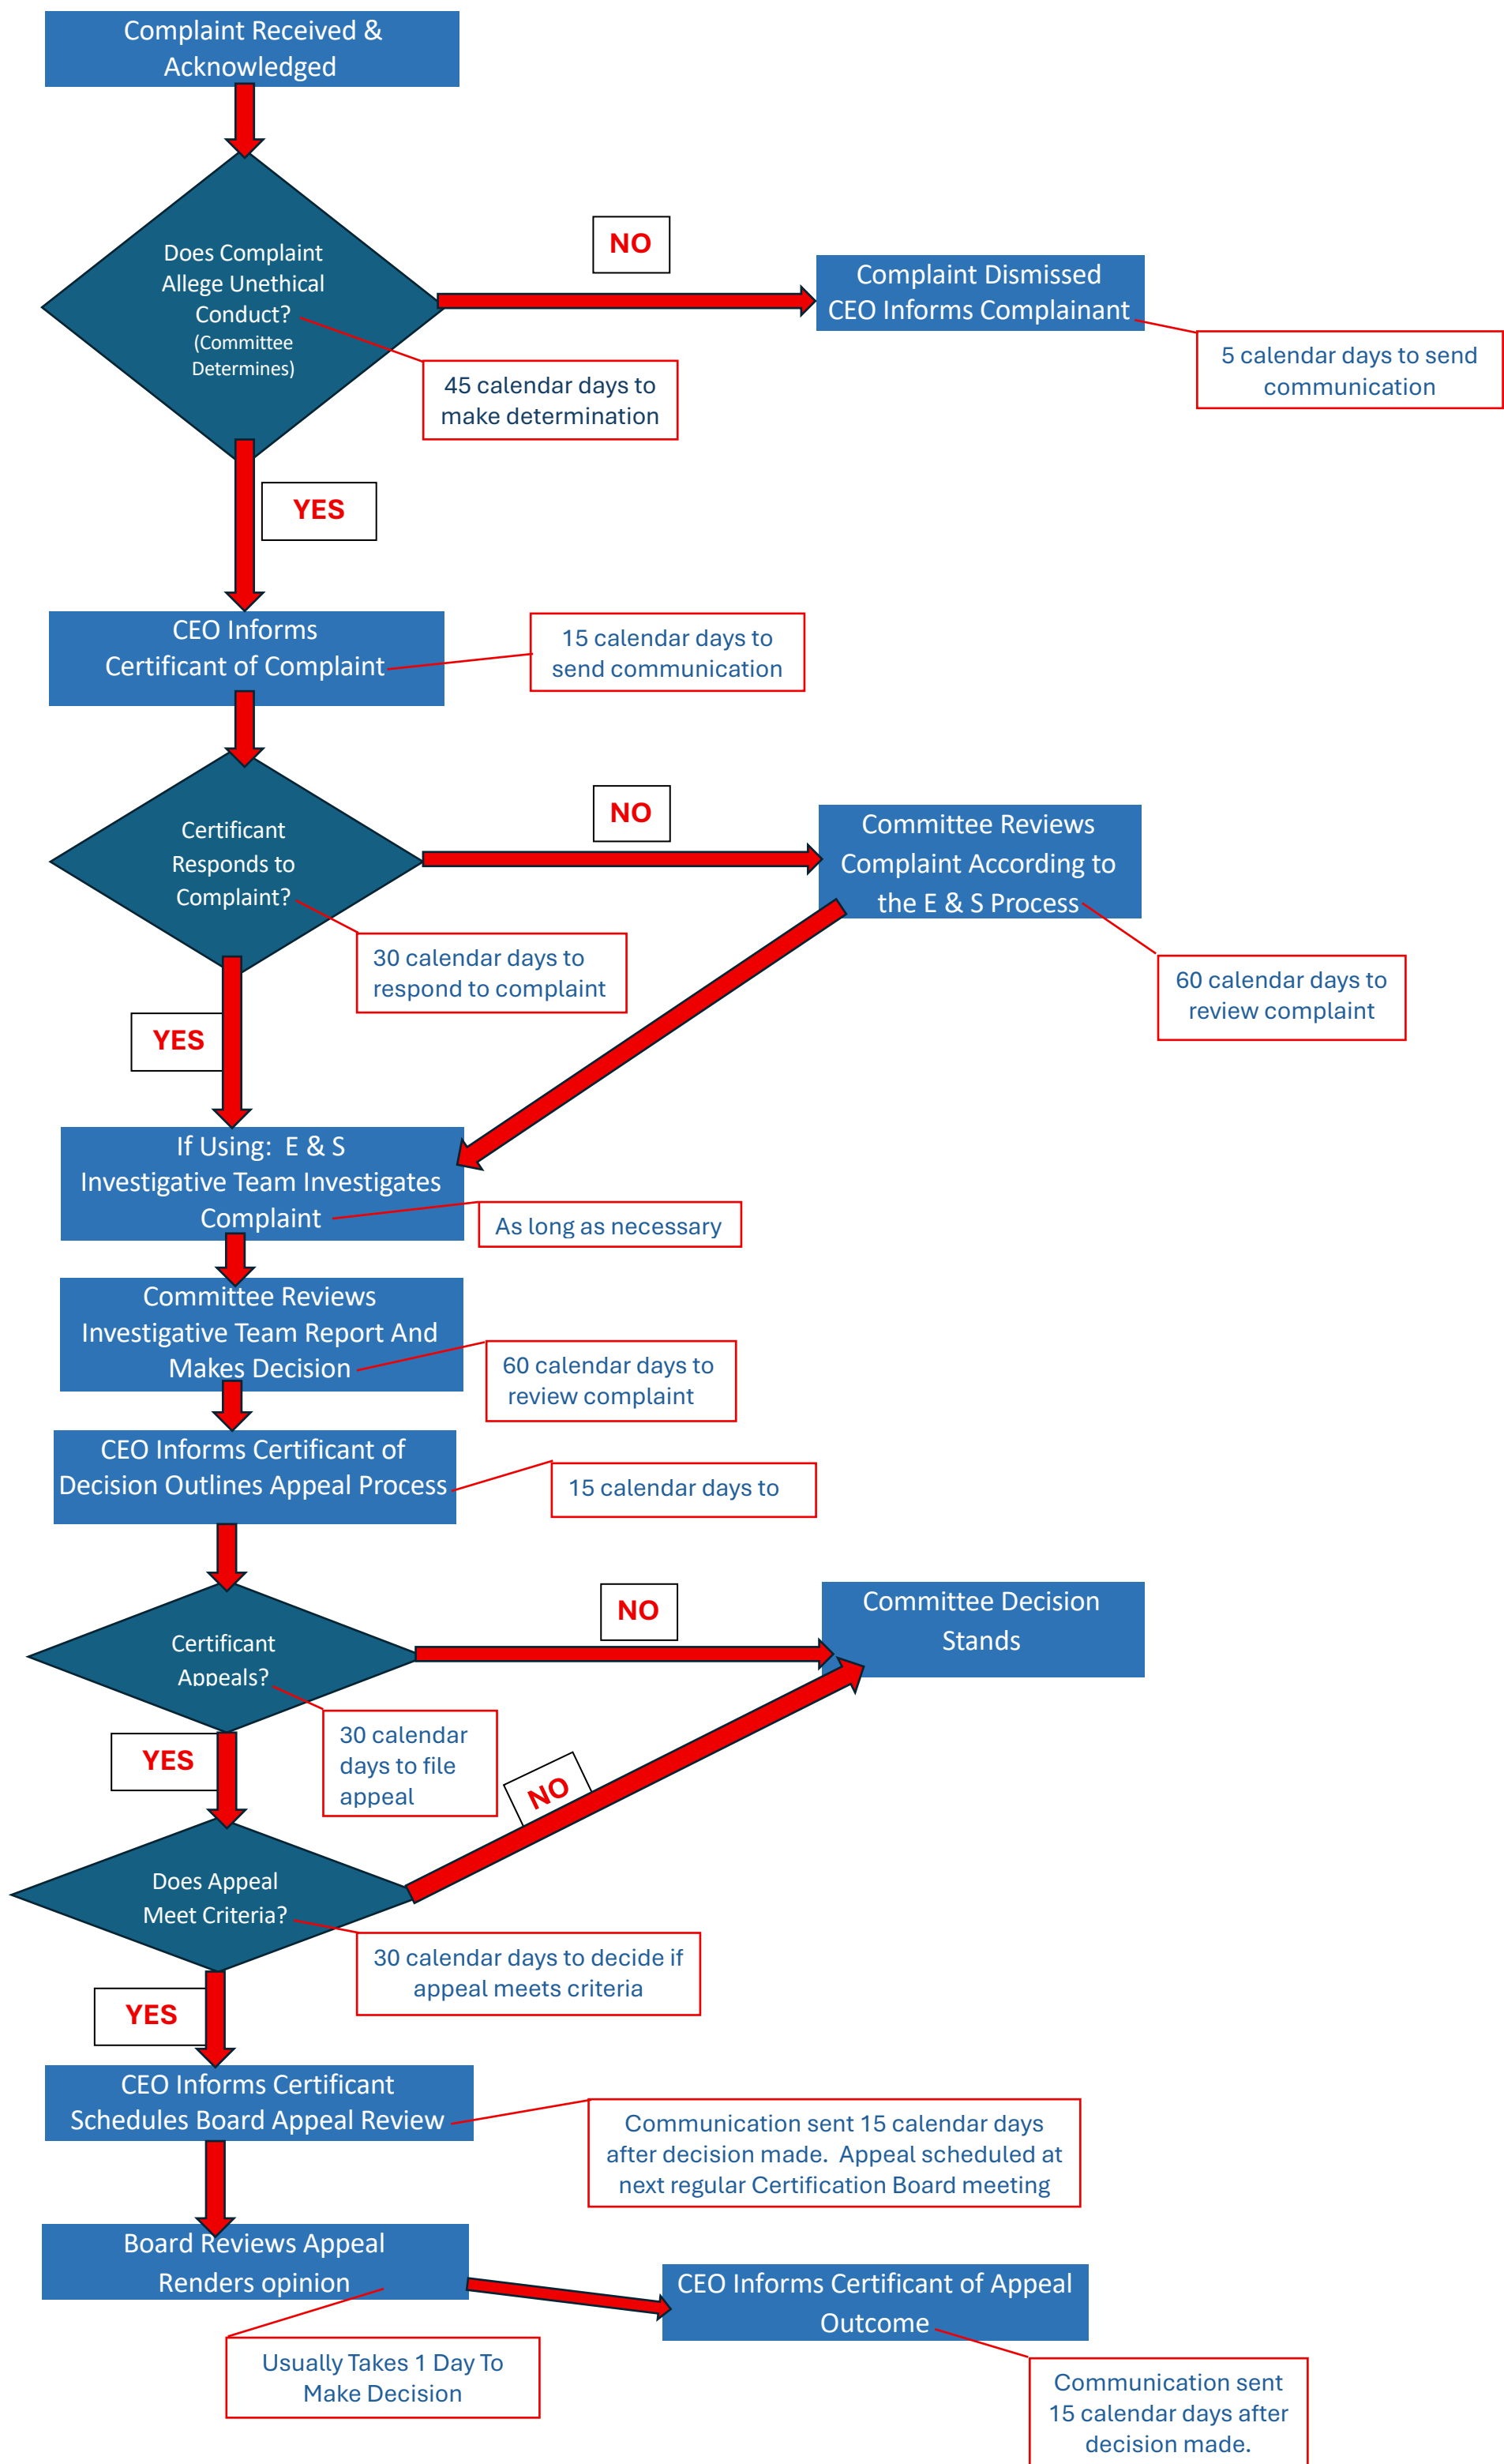 Complaint Received &
Acknowledged
Does Complaint
Allege Unethical
Conduct?
(Committee
Determines)
NO
Complaint Dismissed
CEO Informs Complainant
5 calendar days to send
communication
45 calendar days to
make determination
YES
CEO Informs
Certificant of Complaint
15 calendar days to
send communication
Certificant
Responds to
Complaint?
NO
Committee Reviews
Complaint According to
the E & S Process
30 calendar days to
respond to complaint
60 calendar days to
review complaint
YES
If Using: E & S
Investigative Team Investigates
Complaint
As long as necessary
Committee Reviews
Investigative Team Report And
Makes Decision
60 calendar days to
review complaint
CEO Informs Certificant of
Decision Outlines Appeal Process
15 calendar days to
Certificant
Appeals?
NO
Committee Decision
Stands
30 calendar
days to file
appeal
YES
NO
Does Appeal
Meet Criteria?
30 calendar days to decide if
appeal meets criteria
YES
CEO Informs Certificant
Schedules Board Appeal Review
Communication sent 15 calendar days
after decision made. Appeal scheduled at
next regular Certification Board meeting
Board Reviews Appeal
Renders opinion
CEO Informs Certificant of Appeal
Outcome
Usually Takes 1 Day To
Make Decision
Communication sent
15 calendar days after
decision made.